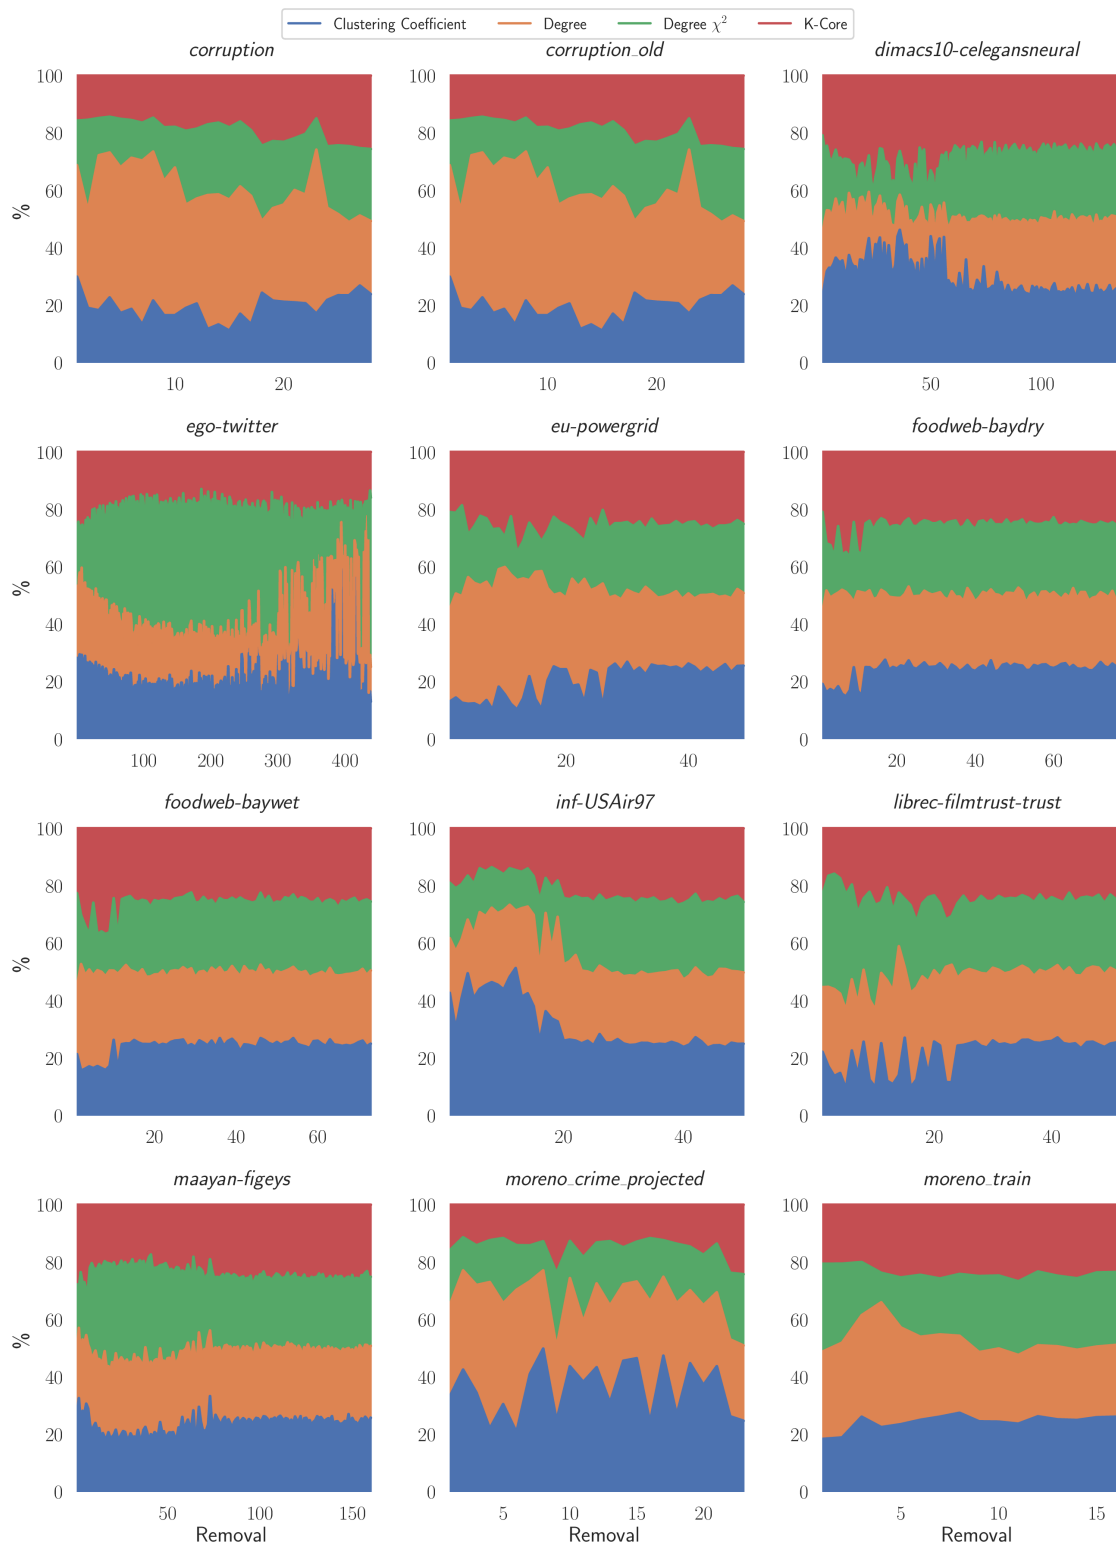 Clustering Coefficient Degree Degree χ² K-Core
corruption corruption_old dimacs10-celegansneural
100 100 100
80 80 80
60 60 60
%
40 40 40
20 20 20
0 0 0
10 20 10 20 50 100
ego-twitter eu-powergrid foodweb-baydry
100 100 100
80 80 80
60 60 60
%
40 40 40
20 20 20
0 0 0
100 200 300 400 20 40 20 40 60
foodweb-baywet inf-USAir97 librec-filmtrust-trust
100 100 100
80 80 80
60 60 60
%
40 40 40
20 20 20
0 0 0
20 40 60 20 40 20 40
maayan-figeys moreno_crime_projected moreno_train
100 100 100
80 80 80
60 60 60
%
40 40 40
20 20 20
0 0 0
50 100 150 5 10 15 20 5 10 15
Removal Removal Removal